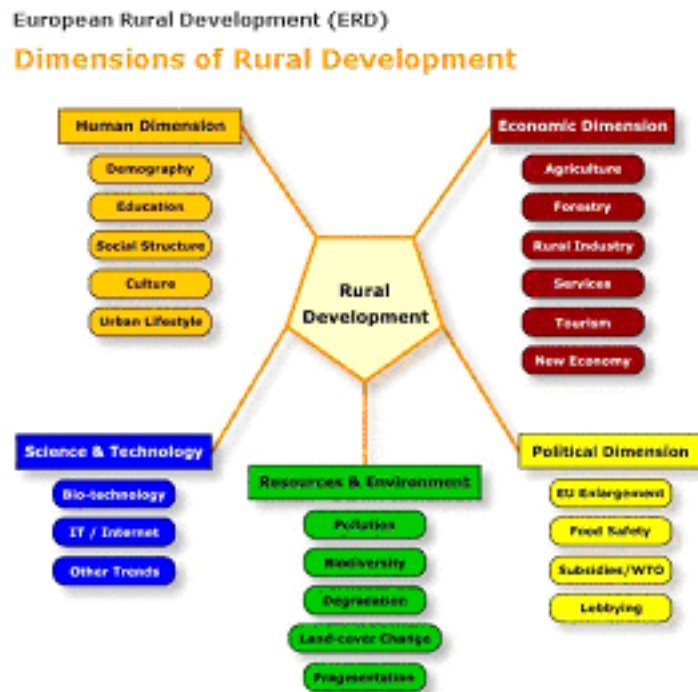 European Rural Development (ERD)
Dimensions of Rural Development
Human Dimension
Demography
Education
Social Structure
Culture
Urban Lifestyle
Economic Dimension
Agriculture
Forestry
Rural Industry
Services
Tourism
New Economy
Rural
Development
Science & Technology
Bio-technology
IT / Internet
Other Trends
Resources & Environment
Pollution
Biodiversity
Degradation
Land-cover Change
Fragmentation
Political Dimension
EU Enlargement
Food Safety
Subsidies/WTO
Lobbying